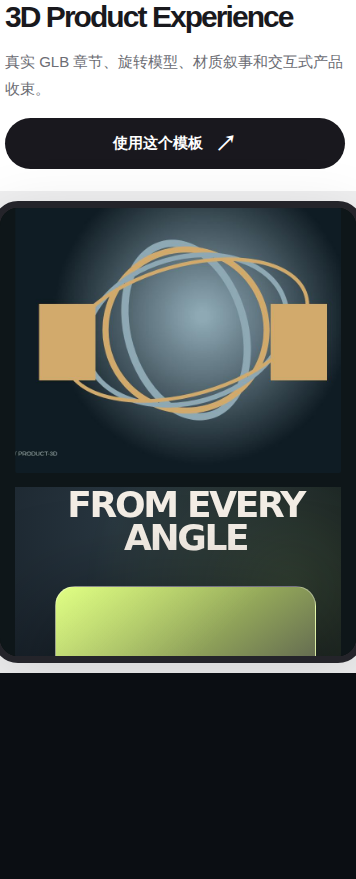 3D Product Experience
真实 GLB 章节、旋转模型、材质叙事和交互式产品
收束。
使用这个模板 ↗
/ PRODUCT-3D
FROM EVERY
ANGLE